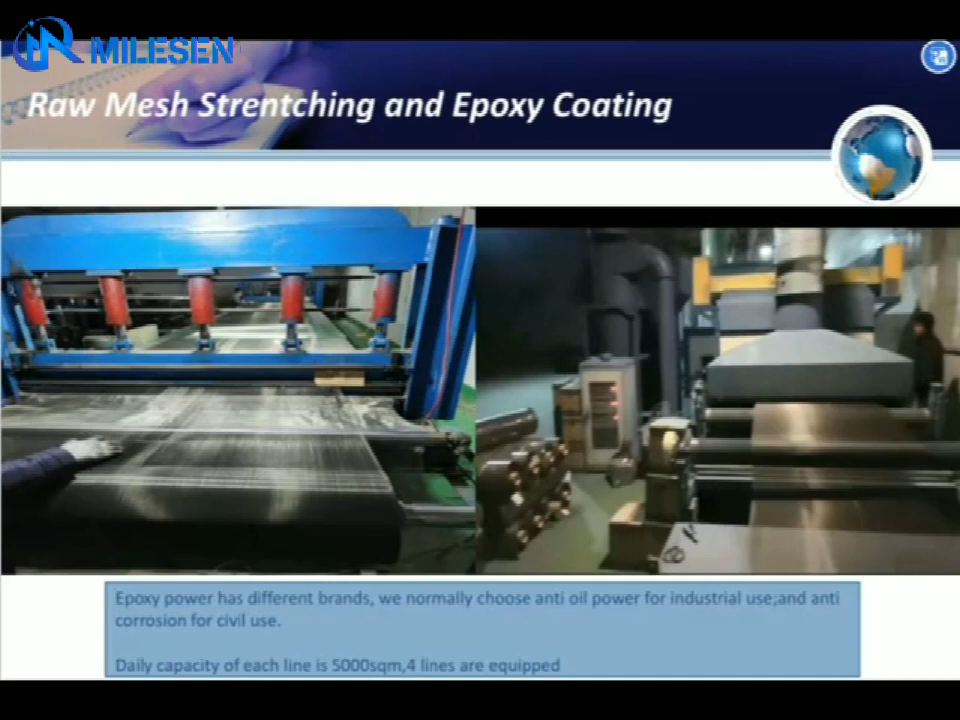 MILESEN
Raw Mesh Strentching and Epoxy Coating
Epoxy power has different brands, we normally choose anti oil power for industrial use;and anti
corrosion for civil use.
Daily capacity of each line is 5000sqm,4 lines are equipped